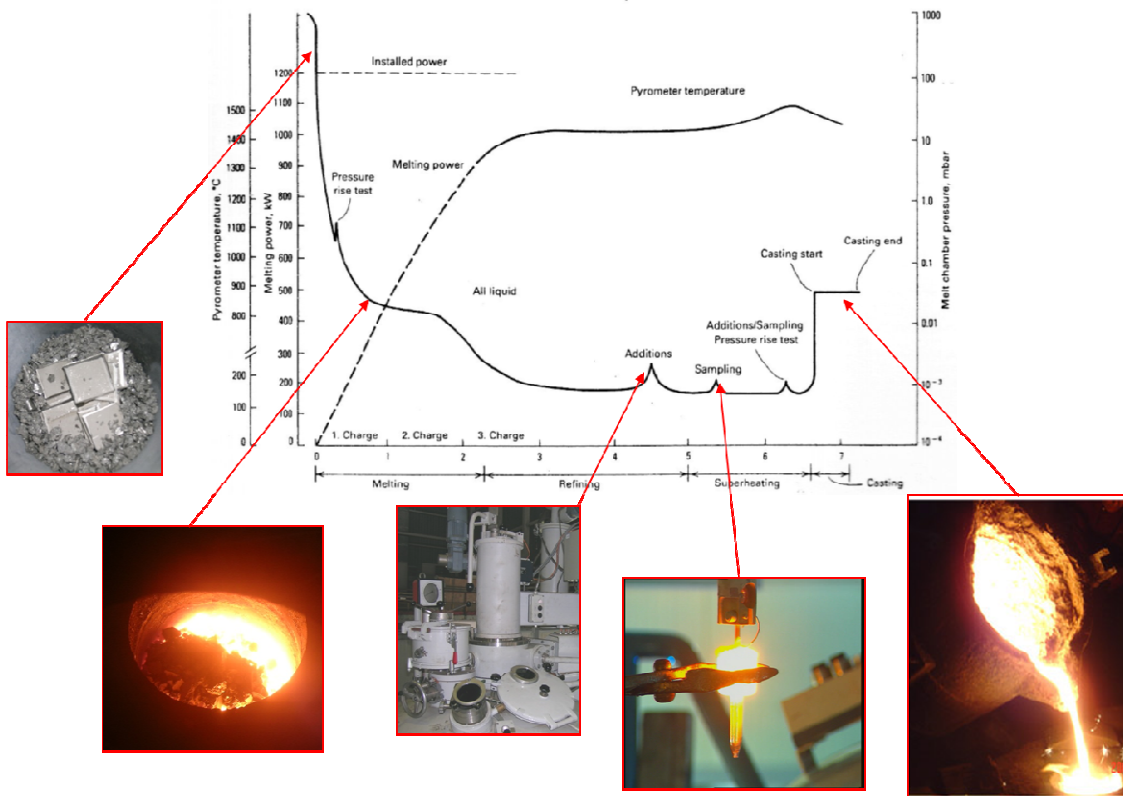 1000
Installed power
1200
100
Pyrometer temperature
1100
1500
1400
1000
10
Melting power
1300
900
Pressure
rise test
1200
800
1.0
1100
700
1000
600
Casting start
Casting end
0.1
900
500
All liquid
800
400
0.01
Additions/Sampling
Pressure rise test
300
Additions
Sampling
200
200
10⁻³
100
100
0
0
1. Charge
2. Charge
3. Charge
10⁻⁴
0
1
2
3
4
5
6
7
Melting
Refining
Superheating
Casting
Pyrometer temperature, °C
Melting power, kW
Melt chamber pressure, mbar